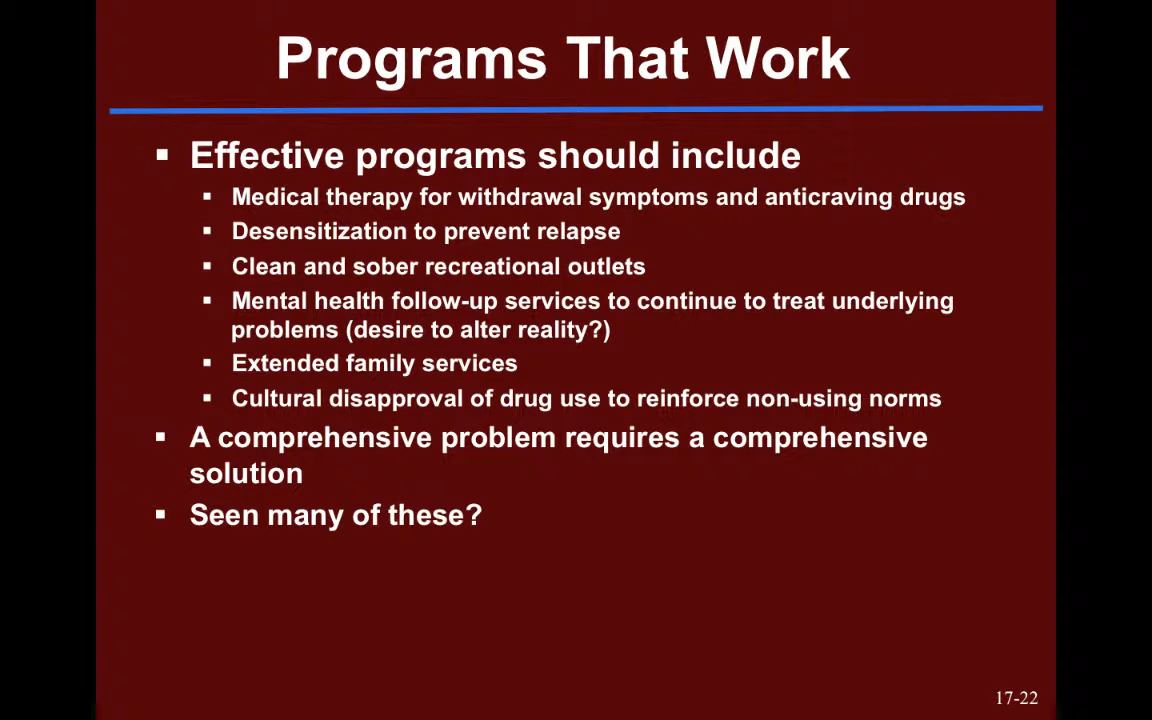 Programs That Work
▪ Effective programs should include
▪ Medical therapy for withdrawal symptoms and anticraving drugs
▪ Desensitization to prevent relapse
▪ Clean and sober recreational outlets
▪ Mental health follow-up services to continue to treat underlying
problems (desire to alter reality?)
▪ Extended family services
▪ Cultural disapproval of drug use to reinforce non-using norms
▪ A comprehensive problem requires a comprehensive
solution
▪ Seen many of these?
17-22